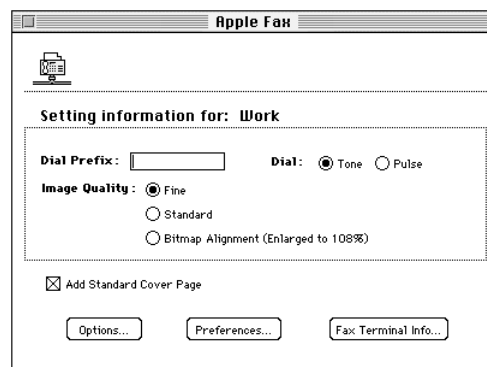 Apple Fax
Setting information for: Work
Dial Prefix: Dial: Tone Pulse
Image Quality: Fine
Standard
Bitmap Alignment (Enlarged to 108%)
Add Standard Cover Page
Options... Preferences... Fax Terminal Info...